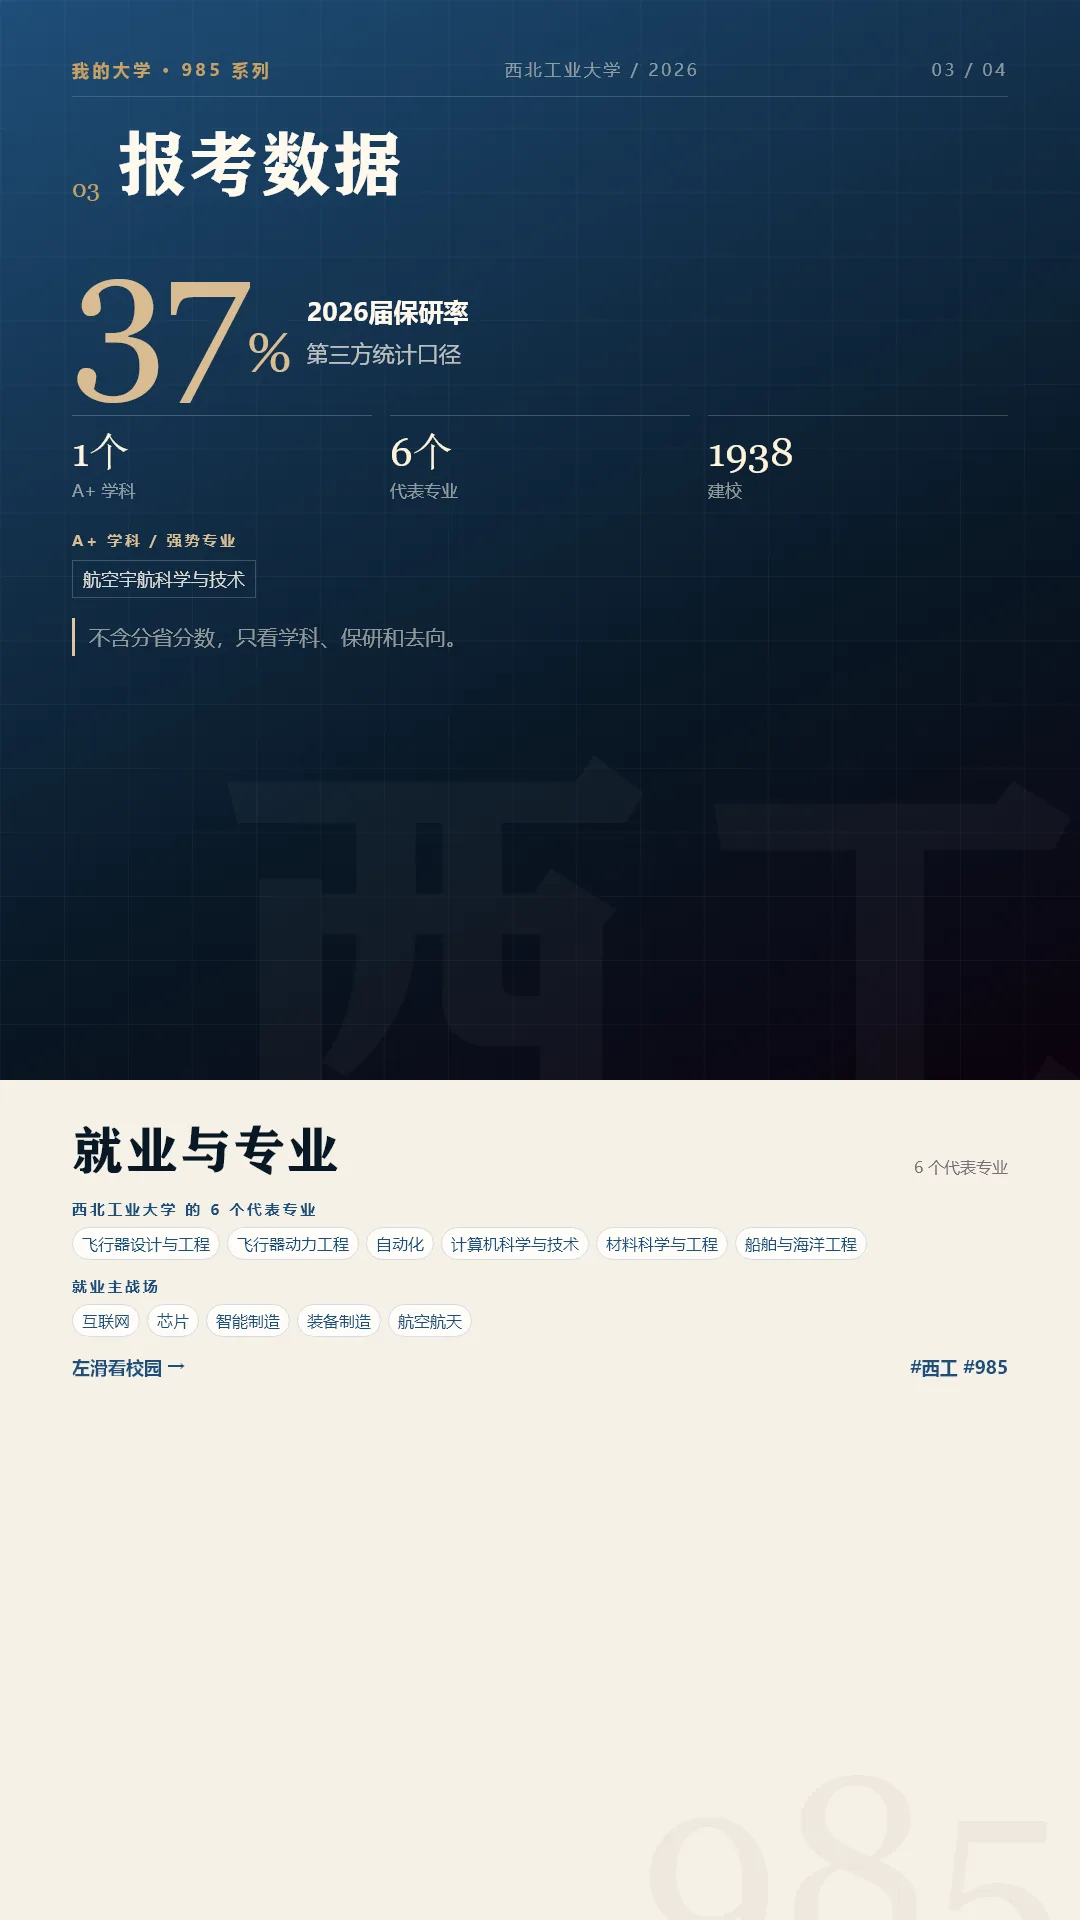 我的大学 · 985 系列
西北工业大学 / 2026
03 / 04
03 报考数据
37%
2026届保研率
第三方统计口径
1个
A+ 学科
6个
代表专业
1938
建校
A+ 学科 / 强势专业
航空宇航科学与技术
不含分省分数，只看学科、保研和去向。
西工
就业与专业
6 个代表专业
西北工业大学 的 6 个代表专业
飞行器设计与工程 飞行器动力工程 自动化 计算机科学与技术 材料科学与工程 船舶与海洋工程
就业主战场
互联网 芯片 智能制造 装备制造 航空航天
左滑看校园 →
#西工 #985
985